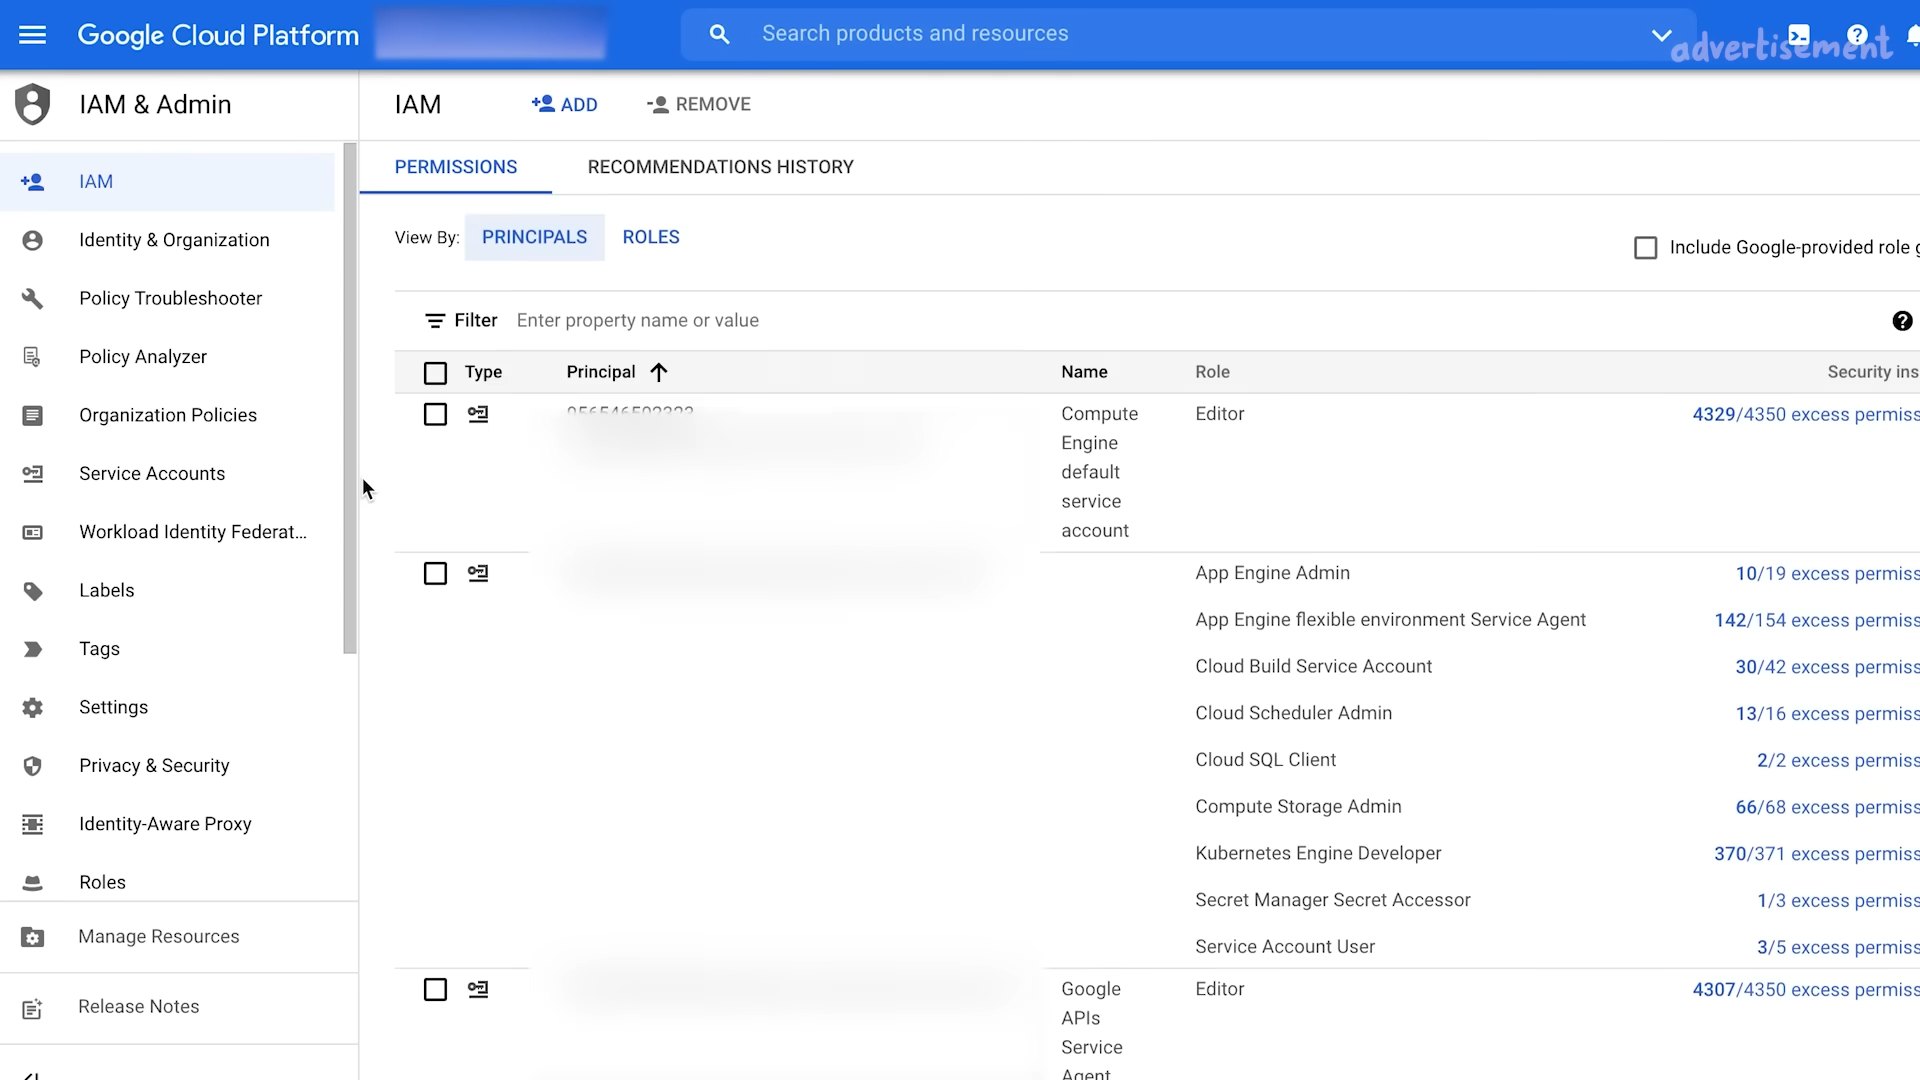 Google Cloud Platform
Search products and resources
advertisement
IAM & Admin
IAM
ADD
REMOVE
PERMISSIONS
RECOMMENDATIONS HISTORY
IAM
Identity & Organization
Policy Troubleshooter
Policy Analyzer
Organization Policies
Service Accounts
Workload Identity Federat...
Labels
Tags
Settings
Privacy & Security
Identity-Aware Proxy
Roles
Manage Resources
Release Notes
View By: PRINCIPALS ROLES
Include Google-provided role
Filter Enter property name or value
Type Principal Name Role Security ins
Compute Engine default service account Editor 4329/4350 excess permiss
App Engine Admin 10/19 excess permiss
App Engine flexible environment Service Agent 142/154 excess permiss
Cloud Build Service Account 30/42 excess permiss
Cloud Scheduler Admin 13/16 excess permiss
Cloud SQL Client 2/2 excess permiss
Compute Storage Admin 66/68 excess permiss
Kubernetes Engine Developer 370/371 excess permiss
Secret Manager Secret Accessor 1/3 excess permiss
Service Account User 3/5 excess permiss
Google APIs Service Agent Editor 4307/4350 excess permiss